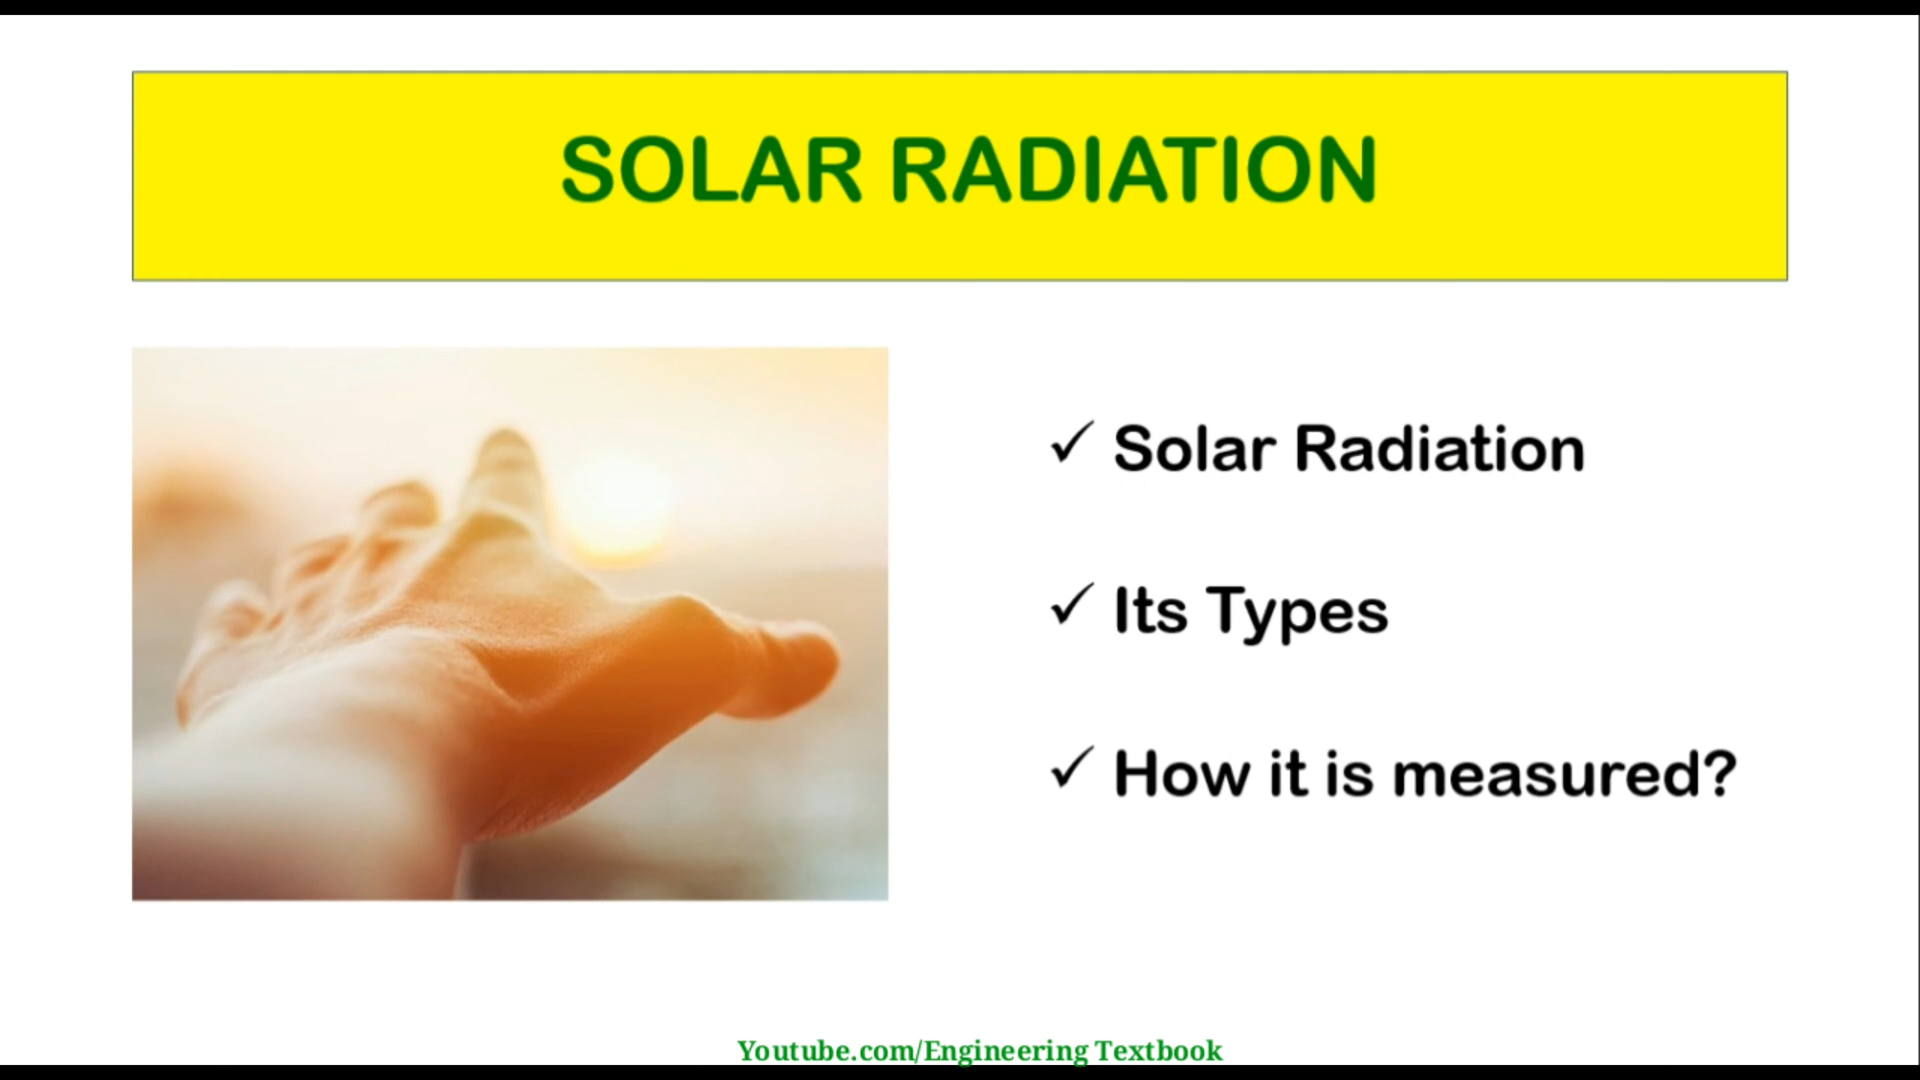 SOLAR RADIATION
✓ Solar Radiation
✓ Its Types
✓ How it is measured?
Youtube.com/Engineering Textbook